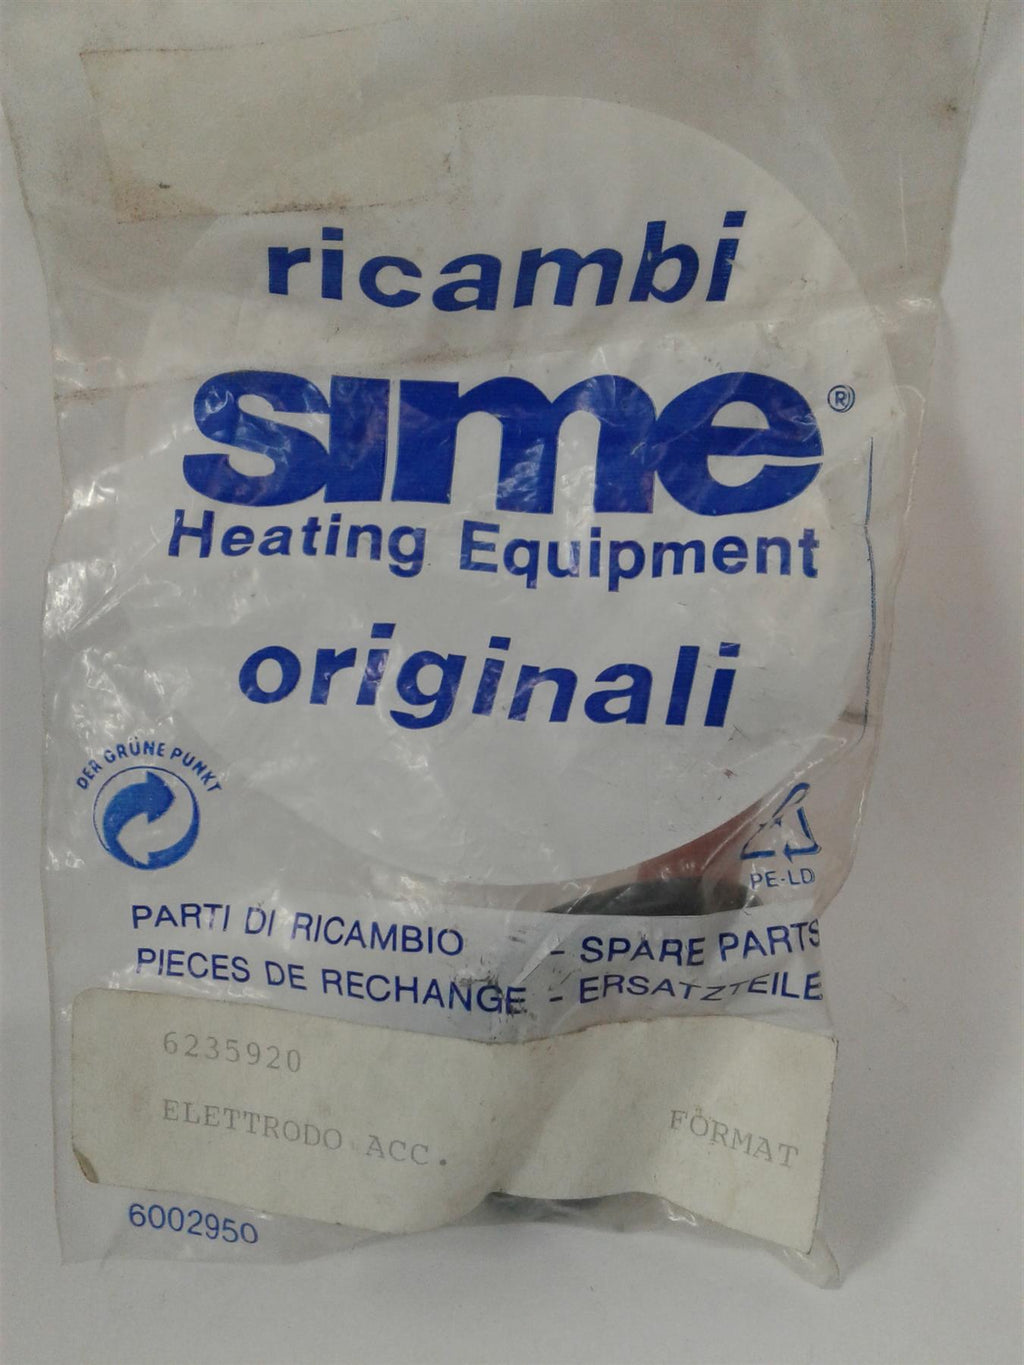 ricambi
sime®
Heating Equipment
originali
DER GRÜNE PUNKT
PE-LD
PARTI DI RICAMBIO - SPARE PARTS
PIECES DE RECHANGE - ERSATZTEILE
6235920
ELETTRODO ACC. FORMAT
6002950